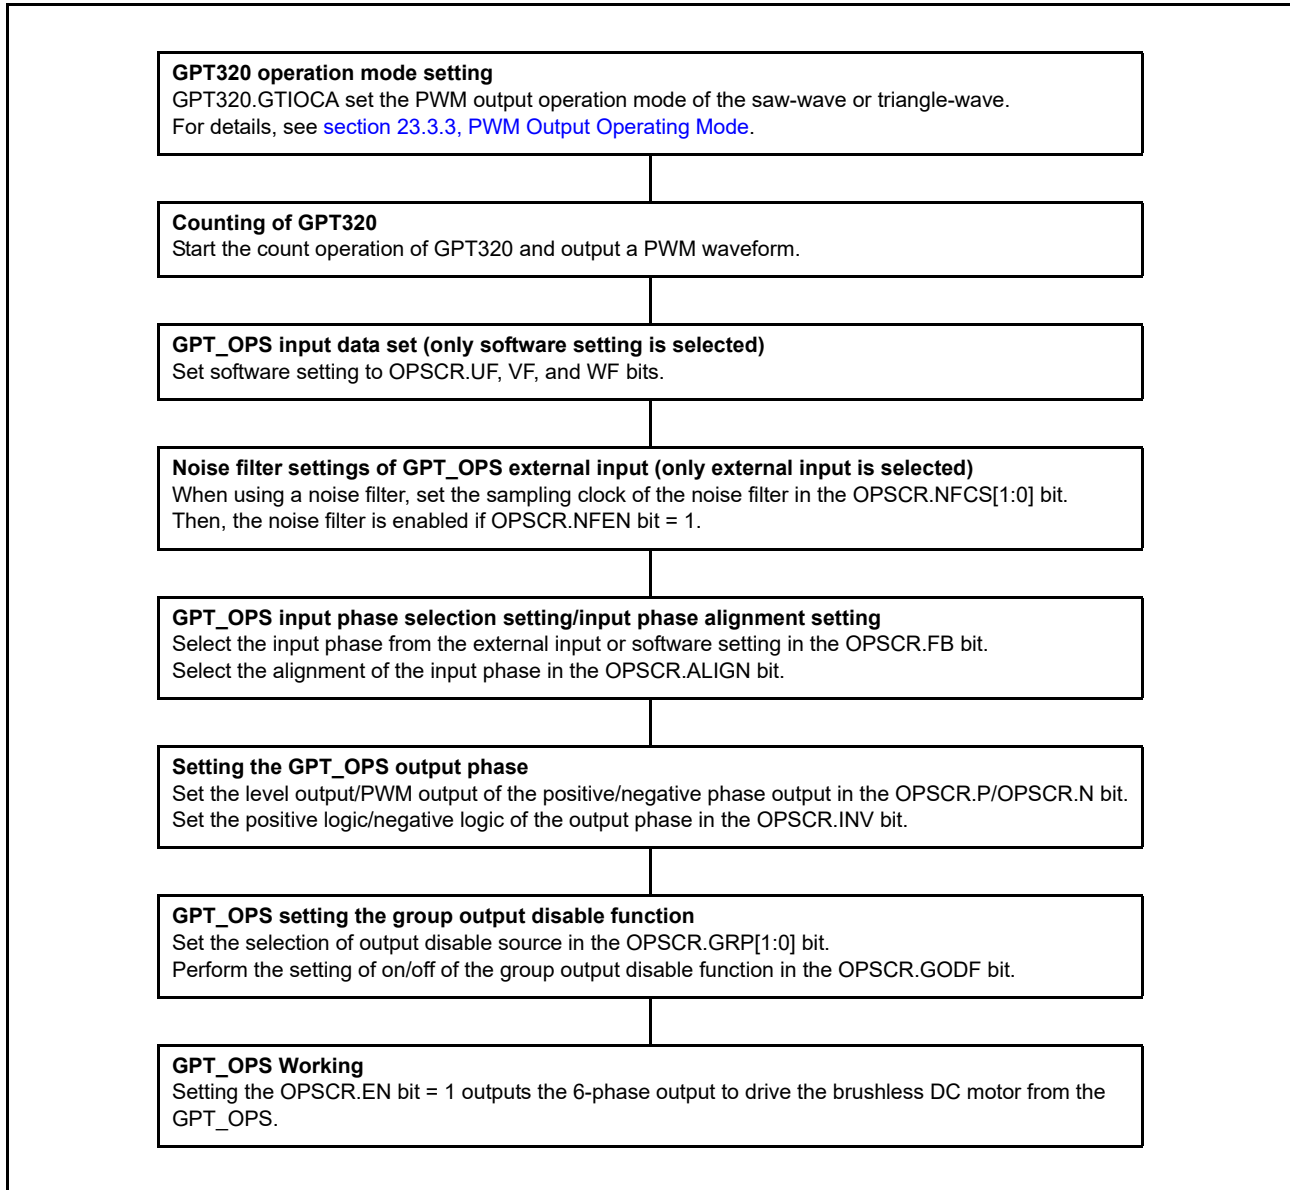 GPT320 operation mode setting
GPT320.GTIOCA set the PWM output operation mode of the saw-wave or triangle-wave.
For details, see section 23.3.3, PWM Output Operating Mode.
Counting of GPT320
Start the count operation of GPT320 and output a PWM waveform.
GPT_OPS input data set (only software setting is selected)
Set software setting to OPSCR.UF, VF, and WF bits.
Noise filter settings of GPT_OPS external input (only external input is selected)
When using a noise filter, set the sampling clock of the noise filter in the OPSCR.NFCS[1:0] bit.
Then, the noise filter is enabled if OPSCR.NFEN bit = 1.
GPT_OPS input phase selection setting/input phase alignment setting
Select the input phase from the external input or software setting in the OPSCR.FB bit.
Select the alignment of the input phase in the OPSCR.ALIGN bit.
Setting the GPT_OPS output phase
Set the level output/PWM output of the positive/negative phase output in the OPSCR.P/OPSCR.N bit.
Set the positive logic/negative logic of the output phase in the OPSCR.INV bit.
GPT_OPS setting the group output disable function
Set the selection of output disable source in the OPSCR.GRP[1:0] bit.
Perform the setting of on/off of the group output disable function in the OPSCR.GODF bit.
GPT_OPS Working
Setting the OPSCR.EN bit = 1 outputs the 6-phase output to drive the brushless DC motor from the
GPT_OPS.